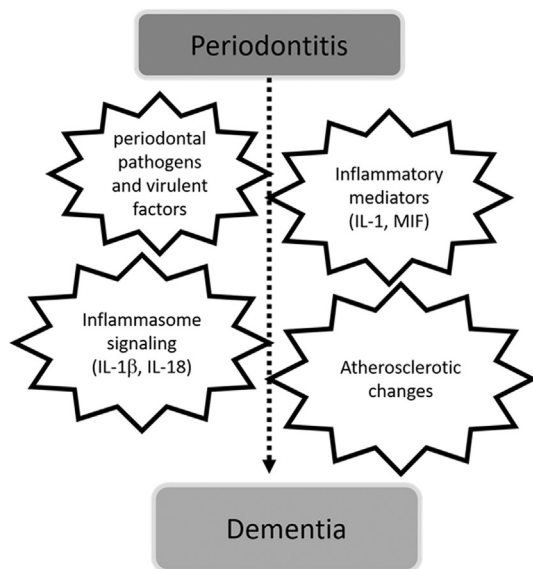 Periodontitis
periodontal
pathogens
and virulent
factors
Inflammatory
mediators
(IL-1, MIF)
Inflammasome
signaling
(IL-1β, IL-18)
Atherosclerotic
changes
Dementia